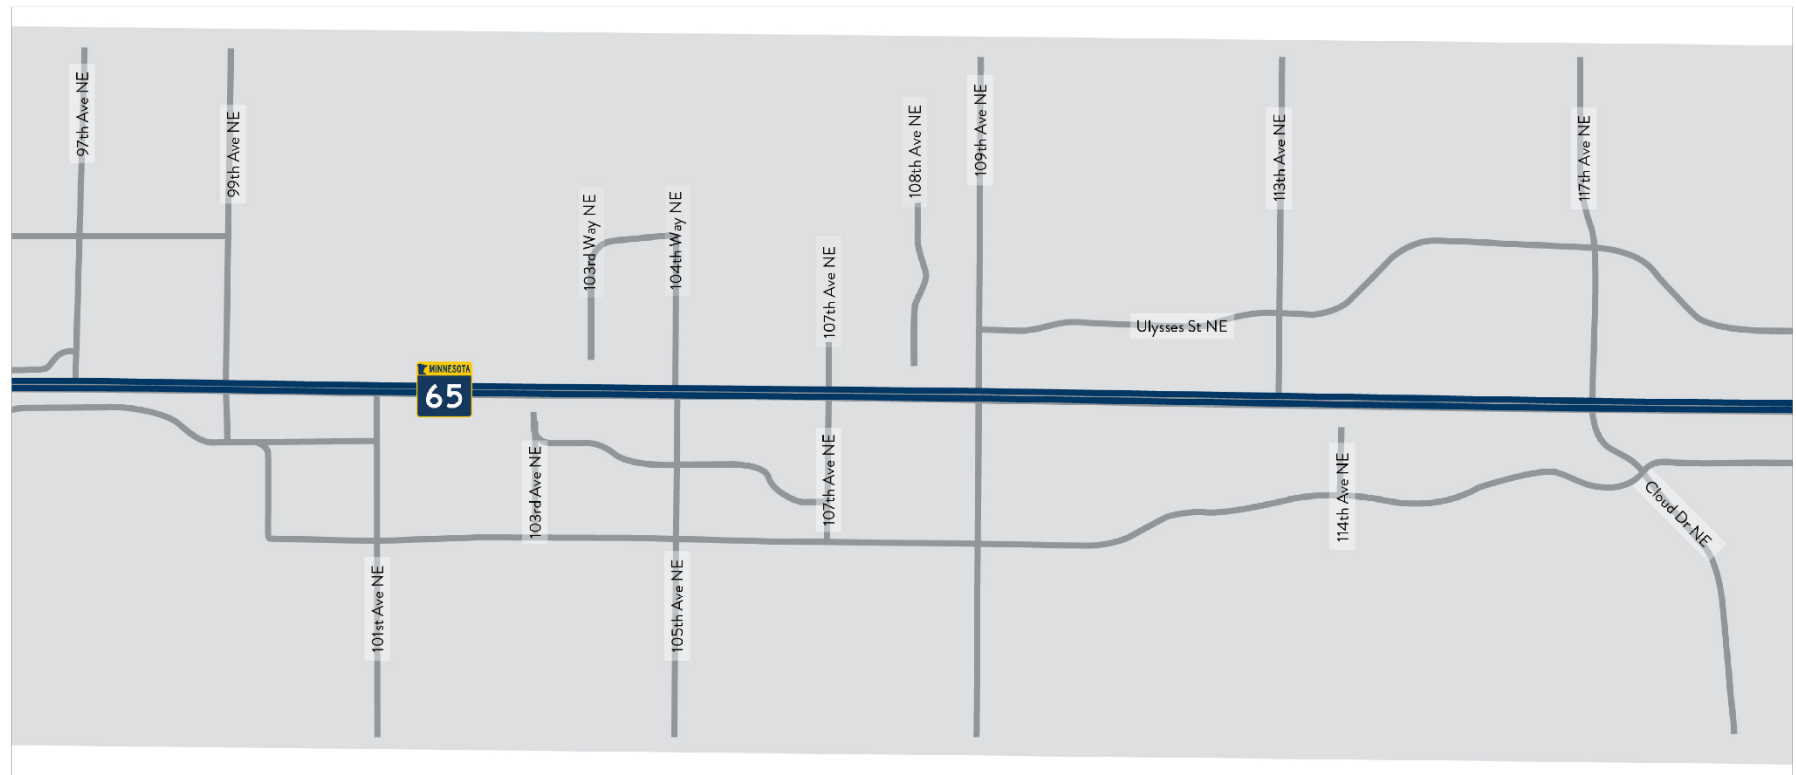 97th Ave NE
99th Ave NE
103rd Way NE
104th Way NE
107th Ave NE
108th Ave NE
109th Ave NE
113th Ave NE
117th Ave NE
Ulysses St NE
MINNESOTA
65
103rd Ave NE
107th Ave NE
114th Ave NE
Cloud Dr NE
101st Ave NE
105th Ave NE